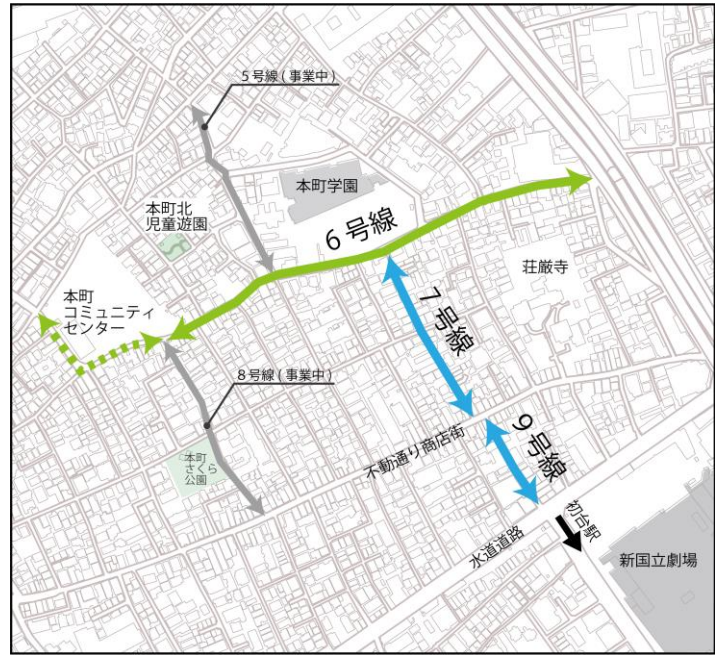 5号線(事業中)
本町学園
本町北
児童遊園
6号線
荘厳寺
本町
コミュニティ
センター
7号線
8号線(事業中)
9号線
不動通り商店街
本町
さくら
公園
初台駅
水道道路
新国立劇場